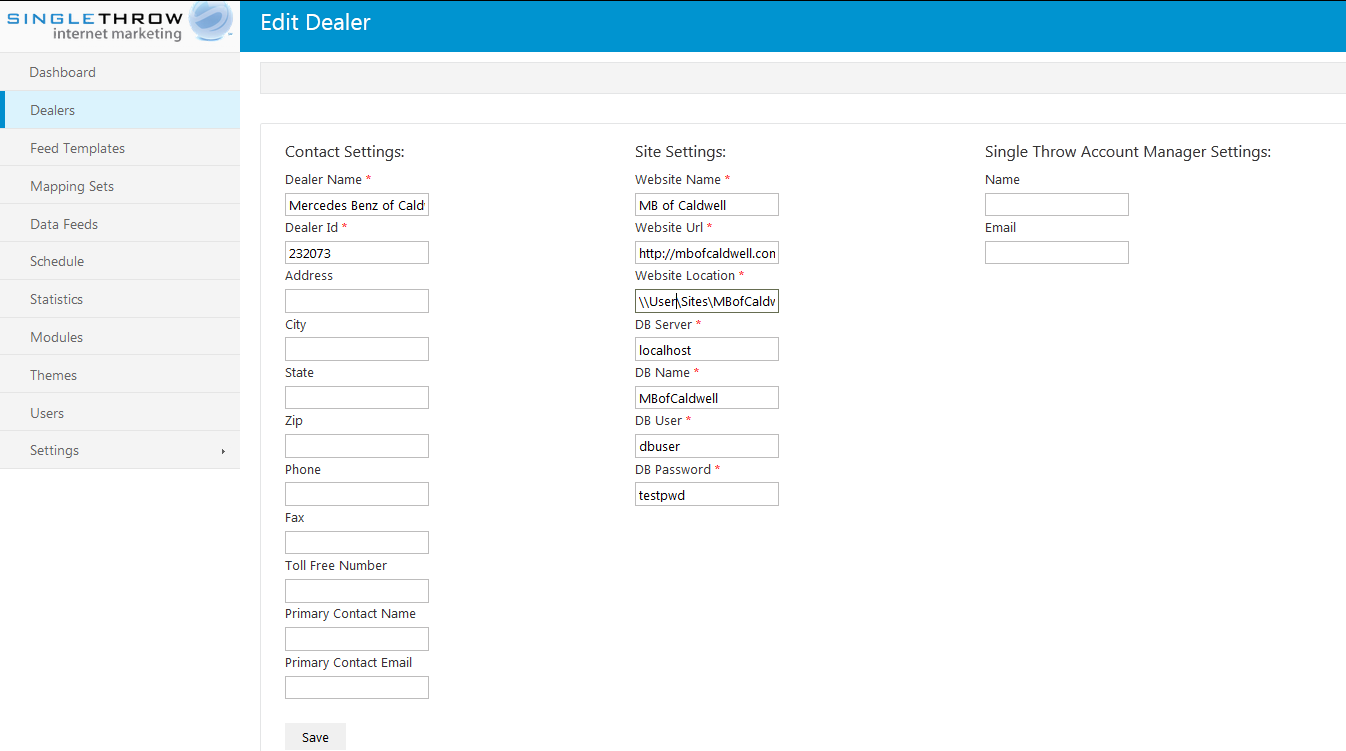 SINGLETHROW
internet marketing
Edit Dealer
Dashboard
Dealers
Feed Templates
Mapping Sets
Data Feeds
Schedule
Statistics
Modules
Themes
Users
Settings
Contact Settings:
Dealer Name *
Mercedes Benz of Cald
Dealer Id *
232073
Address
City
State
Zip
Phone
Fax
Toll Free Number
Primary Contact Name
Primary Contact Email
Save
Site Settings:
Website Name *
MB of Caldwell
Website Url *
http://mbofcaldwell.con
Website Location *
\\User\Sites\MBofCaldw
DB Server *
localhost
DB Name *
MBofCaldwell
DB User *
dbuser
DB Password *
testpwd
Single Throw Account Manager Settings:
Name
Email